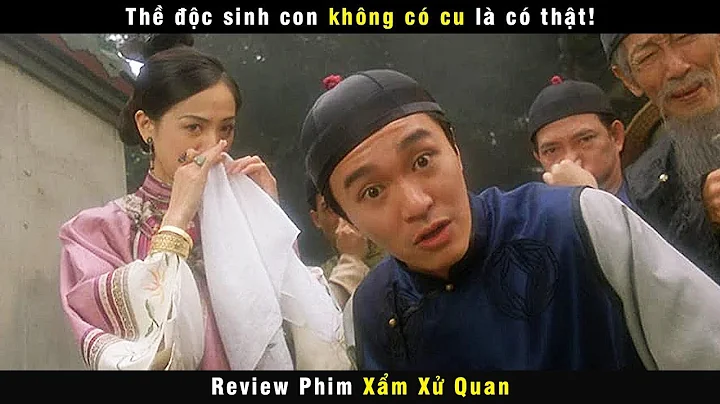 Thề độc sinh con không có cu là có thật!
Review Phim Xẩm Xử Quan